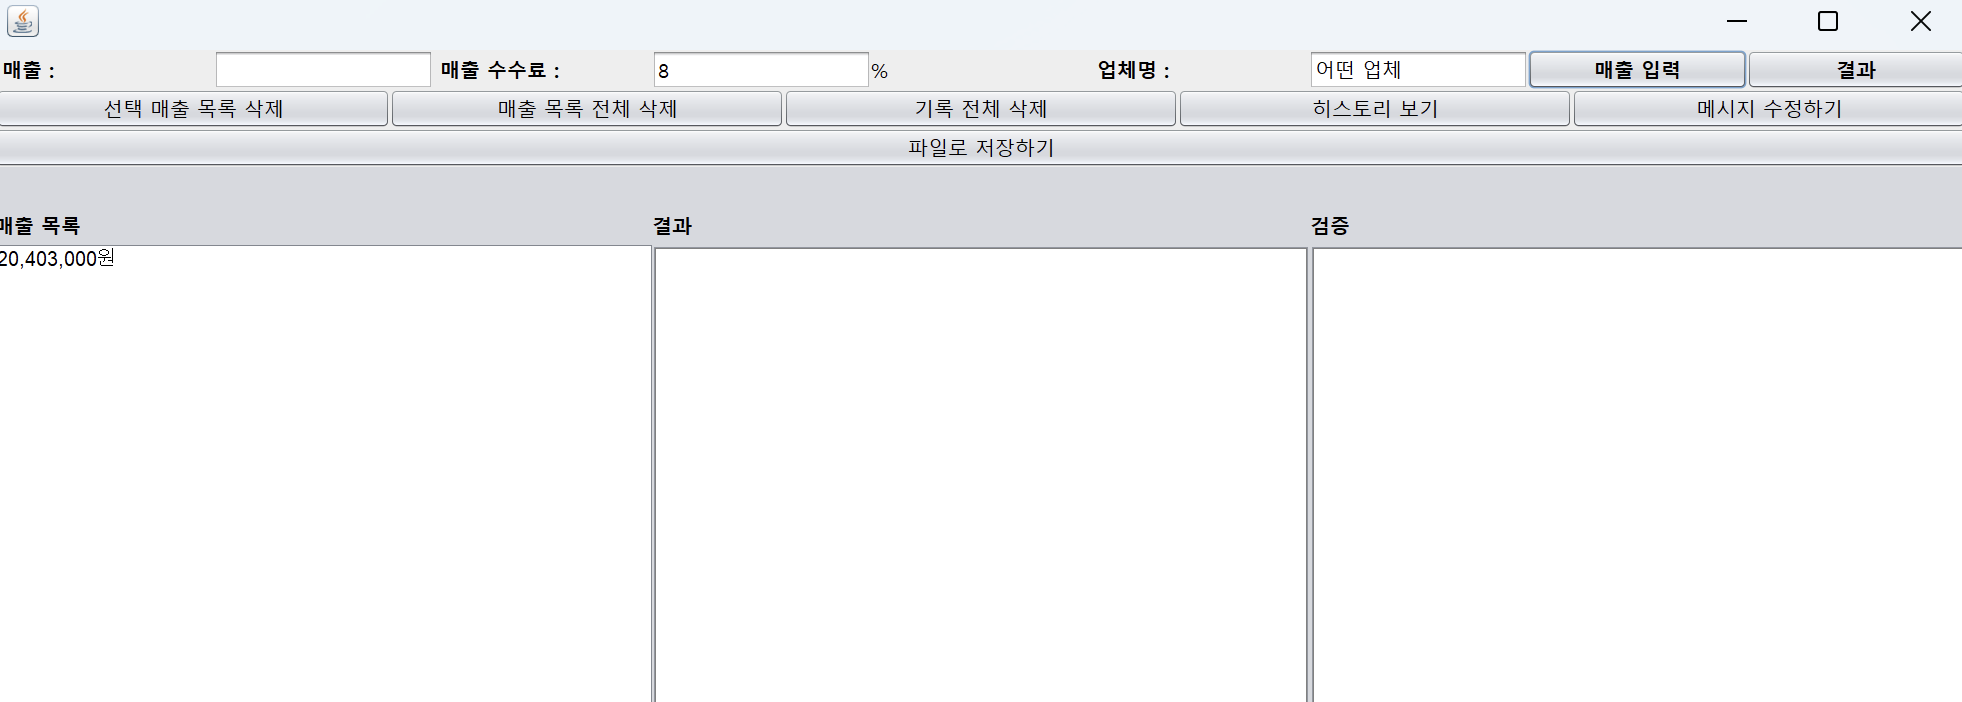 매출 : 매출 수수료 : 8 % 업체명 : 어떤 업체 매출 입력 결과
선택 매출 목록 삭제 매출 목록 전체 삭제 기록 전체 삭제 히스토리 보기 메시지 수정하기
파일로 저장하기
매출 목록 결과 검증
20,403,000원